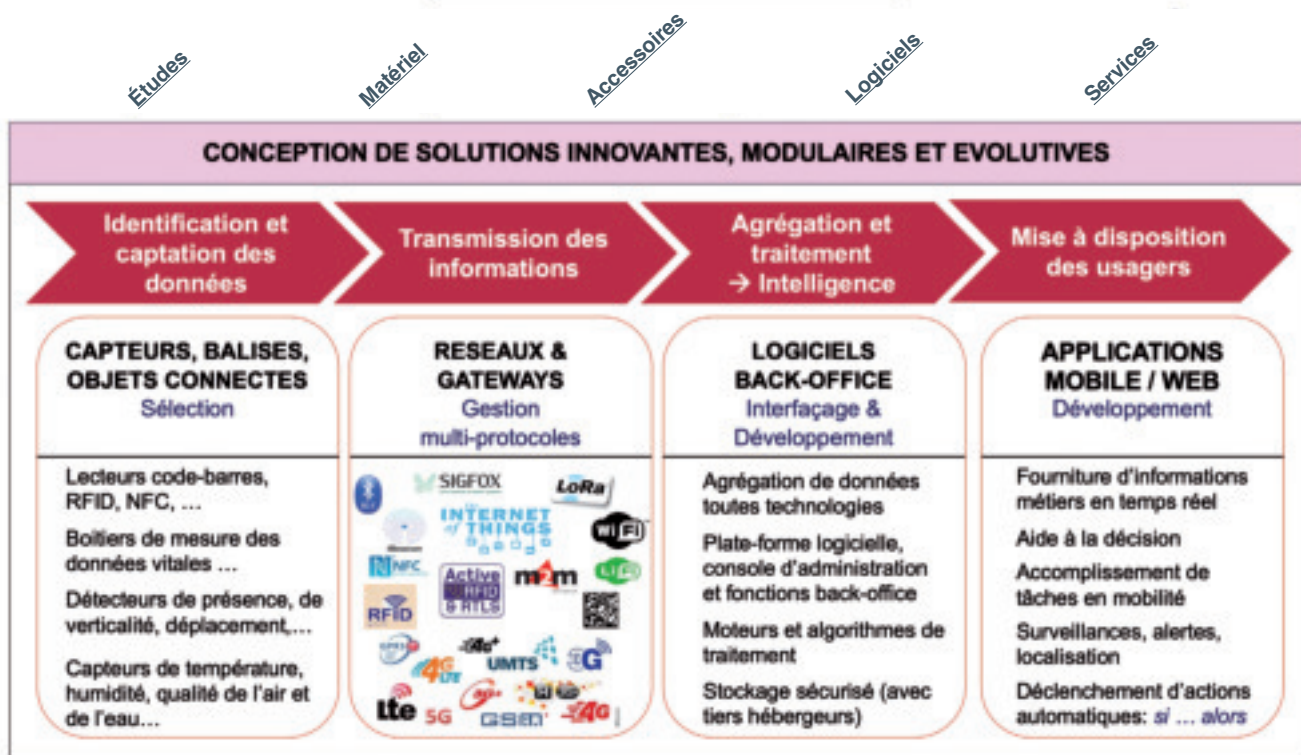 Études
Matériel
Accessoires
Logiciels
Services
CONCEPTION DE SOLUTIONS INNOVANTES, MODULAIRES ET EVOLUTIVES
Identification et
captation des
données
Transmission des
informations
Agrégation et
traitement
→ Intelligence
Mise à disposition
des usagers
CAPTEURS, BALISES,
OBJETS CONNECTES
Sélection
Lecteurs code-barres,
RFID, NFC, ...
Boitiers de mesure des
données vitales ...
Détecteurs de présence, de
verticalité, déplacement,...
Capteurs de température,
humidité, qualité de l'air et
de l'eau...
RESEAUX &
GATEWAYS
Gestion
multi-protocoles
SIGFOX
LoRa
INTERNET
of THINGS
WiFi
NFC
Active
RFID
& RTLS
m2m
LiFi
RFID
GPRS
4G+
4G
LTE
UMTS
3G
Lte
5G
3G+
GSM
4G
LOGICIELS
BACK-OFFICE
Interfaçage &
Développement
Agrégation de données
toutes technologies
Plate-forme logicielle,
console d'administration
et fonctions back-office
Moteurs et algorithmes de
traitement
Stockage sécurisé (avec
tiers hébergeurs)
APPLICATIONS
MOBILE / WEB
Développement
Fourniture d'informations
métiers en temps réel
Aide à la décision
Accomplissement de
tâches en mobilité
Surveillances, alertes,
localisation
Déclenchement d'actions
automatiques: si ... alors